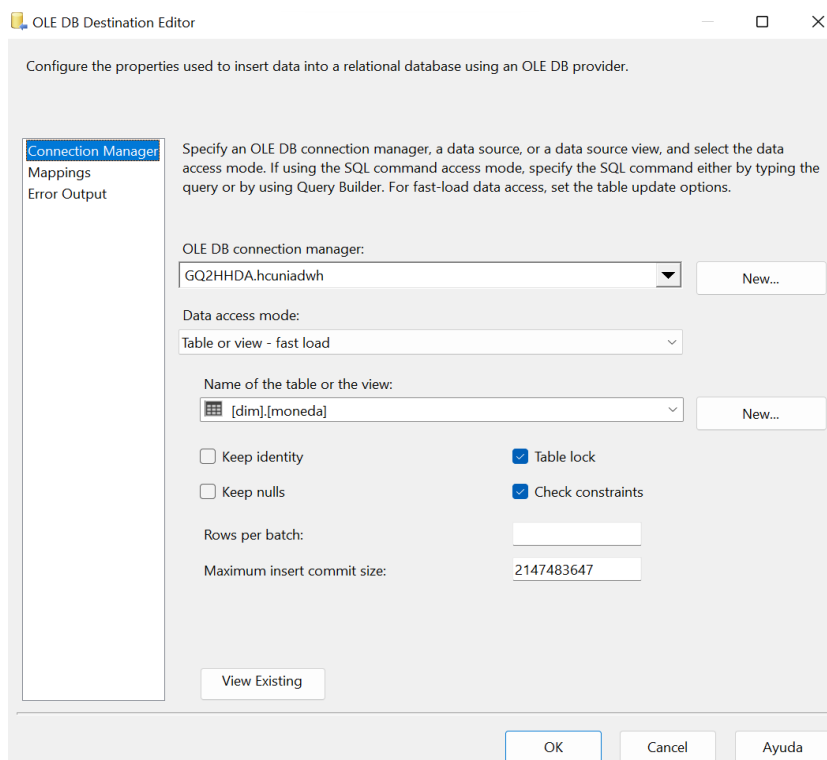 OLE DB Destination Editor
Configure the properties used to insert data into a relational database using an OLE DB provider.
Connection Manager
Mappings
Error Output
Specify an OLE DB connection manager, a data source, or a data source view, and select the data
access mode. If using the SQL command access mode, specify the SQL command either by typing the
query or by using Query Builder. For fast-load data access, set the table update options.
OLE DB connection manager:
GQ2HHDA.hcuniadwh
New...
Data access mode:
Table or view - fast load
Name of the table or the view:
[dim].[moneda]
New...
Keep identity
Table lock
Keep nulls
Check constraints
Rows per batch:
Maximum insert commit size:
2147483647
View Existing
OK
Cancel
Ayuda